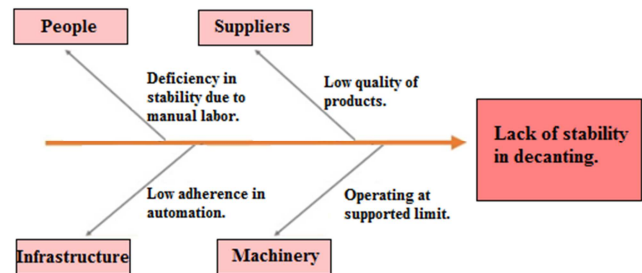 People
Suppliers
Deficiency in
stability due to
manual labor.
Low quality of
products.
Lack of stability
in decanting.
Low adherence in
automation.
Operating at
supported limit.
Infrastructure
Machinery